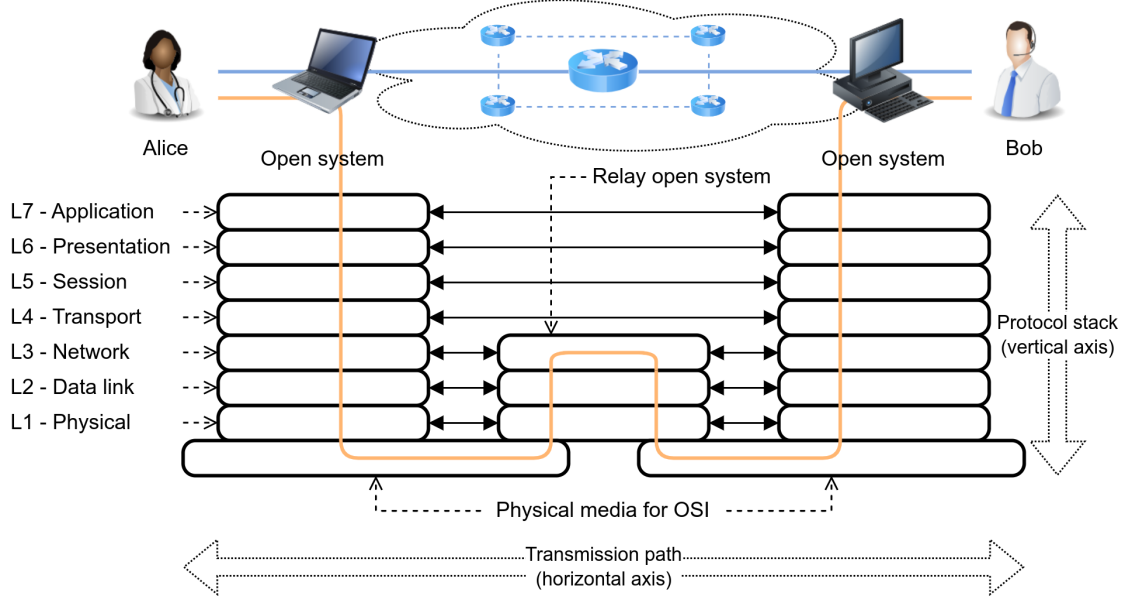 Alice
Bob
Open system
Open system
Relay open system
L7 - Application
L6 - Presentation
L5 - Session
L4 - Transport
L3 - Network
L2 - Data link
L1 - Physical
Protocol stack
(vertical axis)
Physical media for OSI
Transmission path
(horizontal axis)